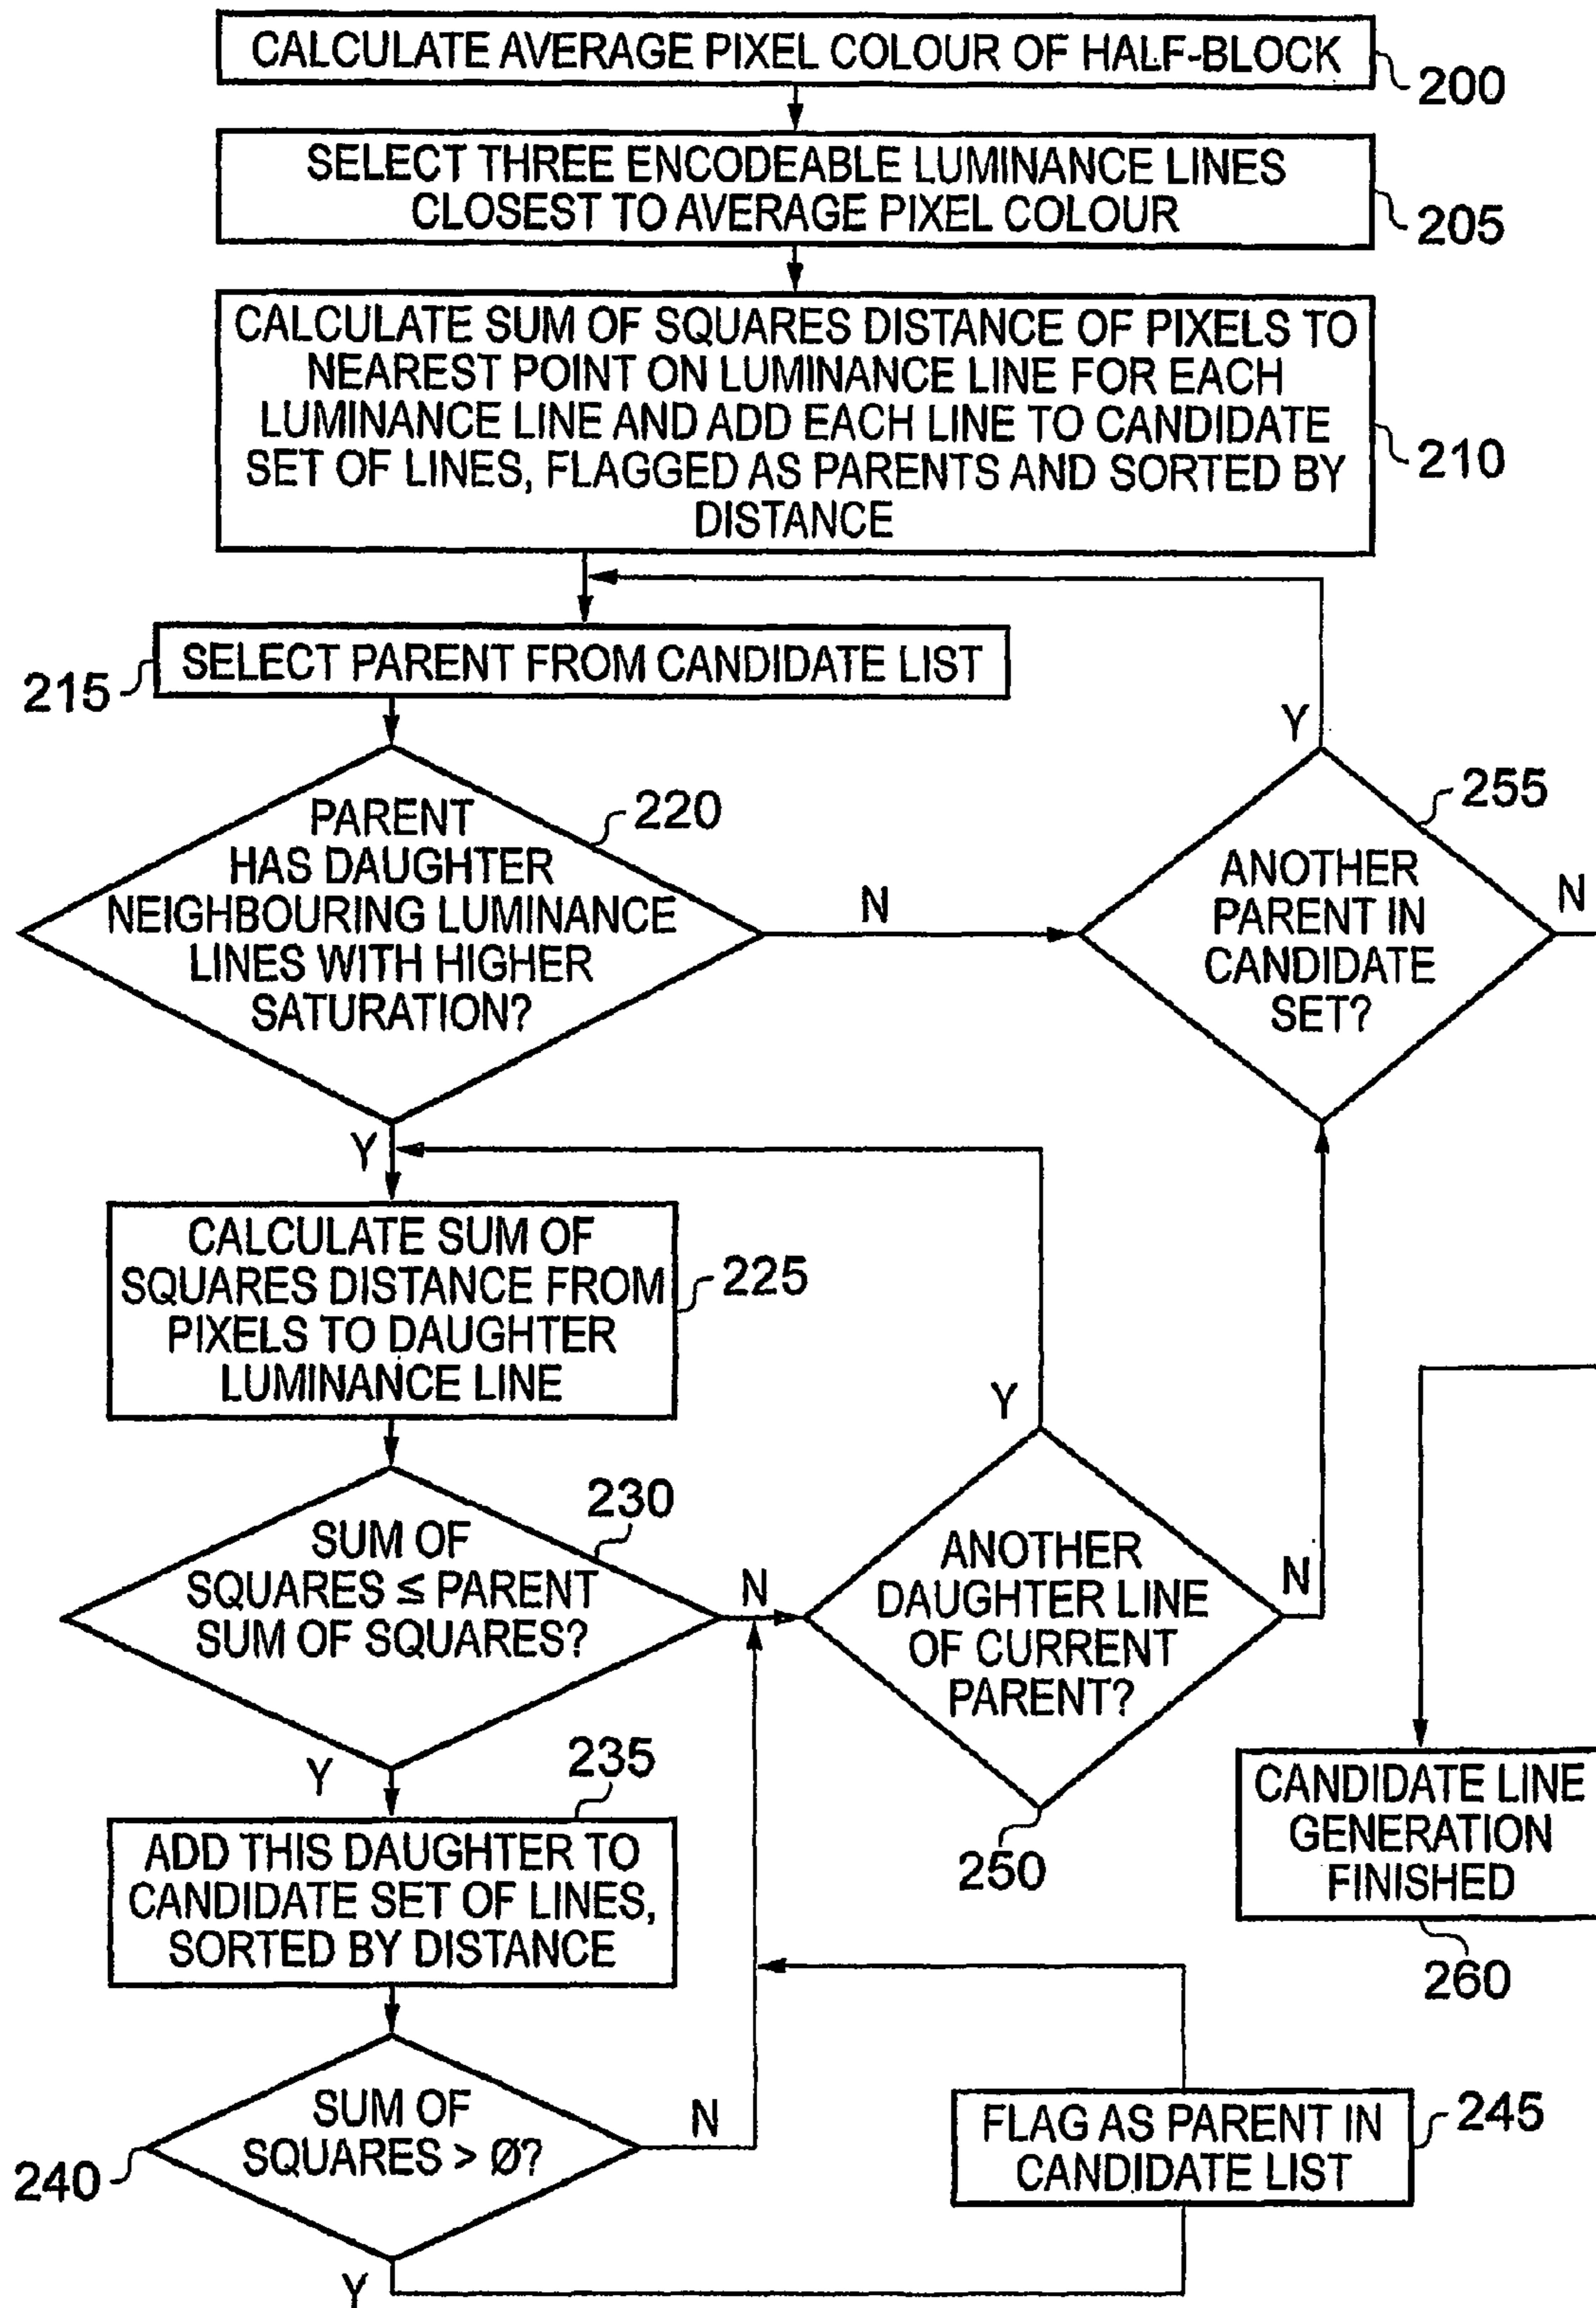 CALCULATE AVERAGE PIXEL COLOUR OF HALF-BLOCK
200
SELECT THREE ENCODEABLE LUMINANCE LINES
CLOSEST TO AVERAGE PIXEL COLOUR
205
CALCULATE SUM OF SQUARES DISTANCE OF PIXELS TO
NEAREST POINT ON LUMINANCE LINE FOR EACH
LUMINANCE LINE AND ADD EACH LINE TO CANDIDATE
SET OF LINES, FLAGGED AS PARENTS AND SORTED BY
DISTANCE
210
SELECT PARENT FROM CANDIDATE LIST
215
PARENT
HAS DAUGHTER
NEIGHBOURING LUMINANCE
LINES WITH HIGHER
SATURATION?
220
N
Y
Y
255
ANOTHER
PARENT IN
CANDIDATE
SET?
N
CALCULATE SUM OF
SQUARES DISTANCE FROM
PIXELS TO DAUGHTER
LUMINANCE LINE
225
SUM OF
SQUARES ≤ PARENT
SUM OF SQUARES?
230
N
Y
Y
ANOTHER
DAUGHTER LINE
OF CURRENT
PARENT?
N
250
235
ADD THIS DAUGHTER TO
CANDIDATE SET OF LINES,
SORTED BY DISTANCE
CANDIDATE LINE
GENERATION
FINISHED
260
SUM OF
SQUARES > Ø?
240
N
Y
FLAG AS PARENT IN
CANDIDATE LIST
245